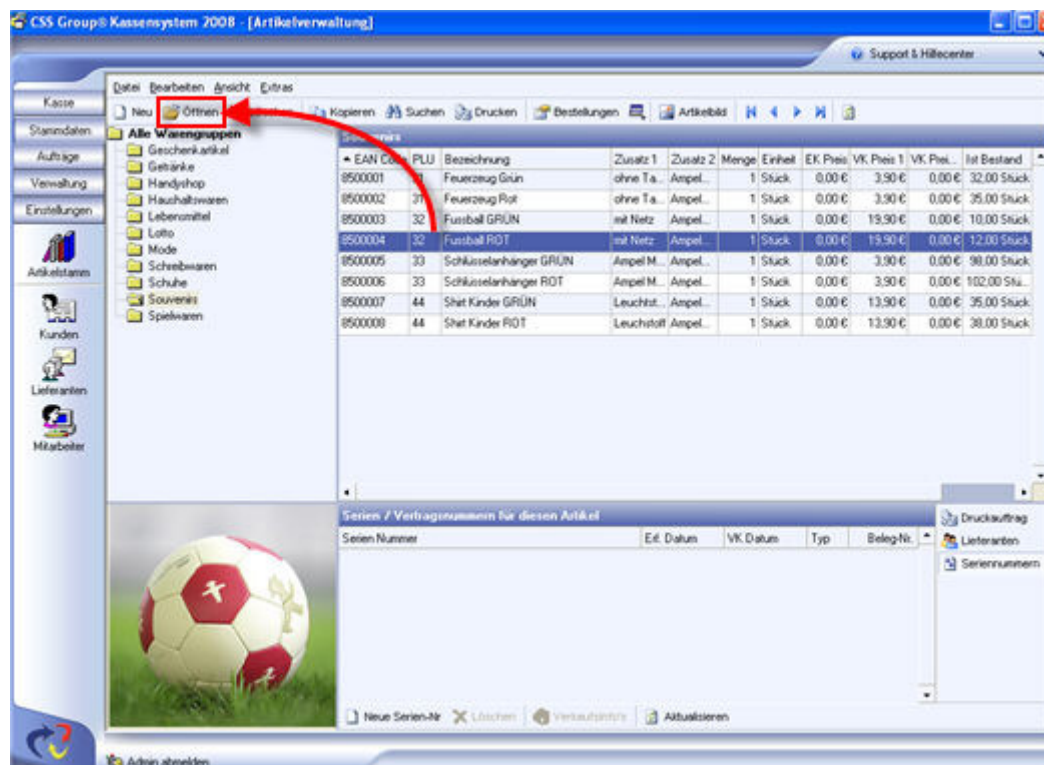 CSS Group® Kassensystem 2008 - [Artikelverwaltung]
Support & Hilfecenter
Datei Bearbeiten Ansicht Extras
Neu Öffnen Kopieren Suchen Drucken Bestellungen Artikelbild
Kasse
Stammdaten
Aufträge
Verwaltung
Einstellungen
Artikelstamm
Kunden
Lieferanten
Mitarbeiter
Alle Warengruppen
Geschenkartikel
Getränke
Handyshop
Haushaltswaren
Lebensmittel
Lotto
Mode
Schreibwaren
Schuhe
Souvenirs
Spielwaren
Souvenirs
EAN Code PLU Bezeichnung Zusatz 1 Zusatz 2 Menge Einheit EK Preis VK Preis 1 VK Prei... Ist Bestand
8500001 Feuerzeug Grün ohne Ta... Ampel... 1 Stück 0,00 € 3,90 € 0,00 € 32,00 Stück
8500002 31 Feuerzeug Rot ohne Ta... Ampel... 1 Stück 0,00 € 3,90 € 0,00 € 35,00 Stück
8500003 32 Fussball GRÜN mit Netz Ampel... 1 Stück 0,00 € 19,90 € 0,00 € 10,00 Stück
8500004 32 Fussball ROT mit Netz Ampel... 1 Stück 0,00 € 19,90 € 0,00 € 12,00 Stück
8500005 33 Schlüsselanhänger GRÜN Ampel M... Ampel... 1 Stück 0,00 € 3,90 € 0,00 € 98,00 Stück
8500006 33 Schlüsselanhänger ROT Ampel M... Ampel... 1 Stück 0,00 € 3,90 € 0,00 € 102,00 Stü...
8500007 44 Shirt Kinder GRÜN Leuchtst... Ampel... 1 Stück 0,00 € 13,90 € 0,00 € 35,00 Stück
8500008 44 Shirt Kinder ROT Leuchtstoff Ampel... 1 Stück 0,00 € 13,90 € 0,00 € 38,00 Stück
Serien / Vertragsnummern für diesen Artikel
Serien Nummer Erf. Datum VK Datum Typ Beleg-Nr.
Druckauftrag
Lieferanten
Seriennummern
Neue Serien-Nr Löschen Verkaufsinfo's Aktualisieren
Admin abmelden